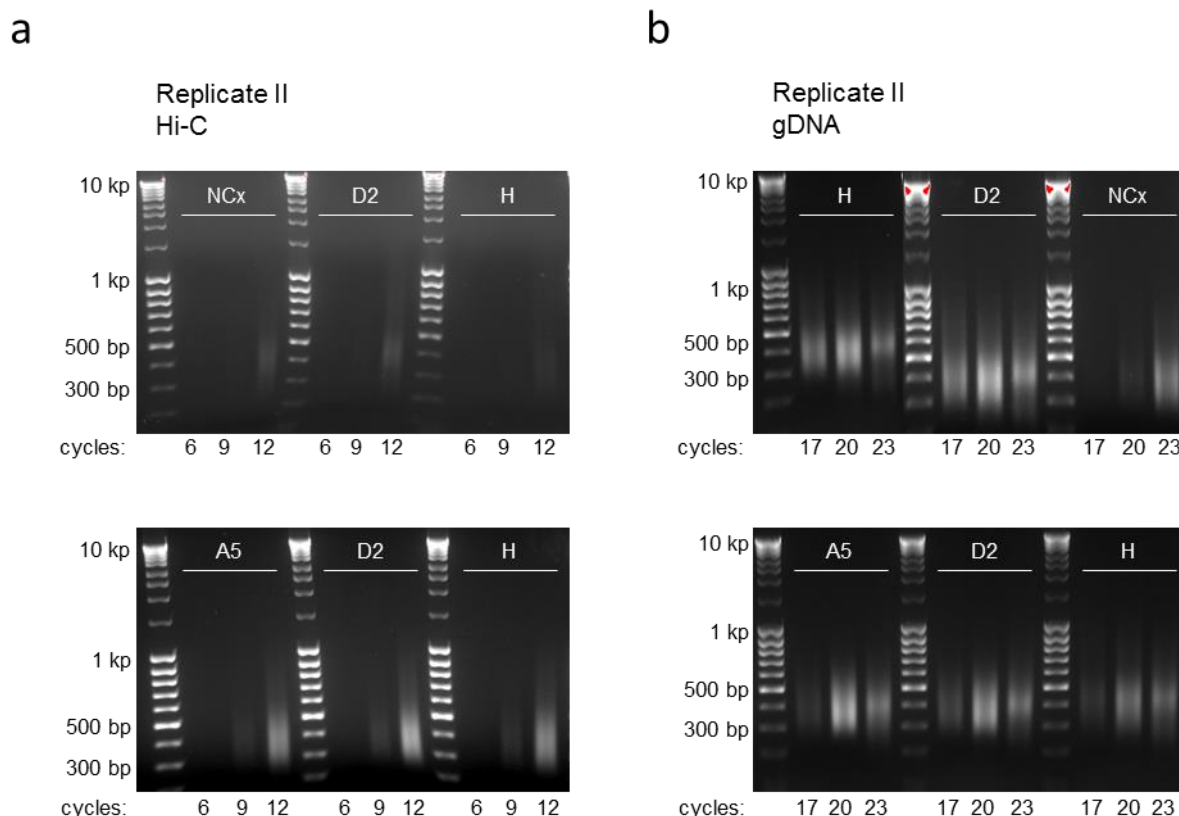 a
Replicate II
Hi-C
10 kp
NCx
D2
H
1 kp
500 bp
300 bp
cycles: 6 9 12 6 9 12 6 9 12
10 kp
A5
D2
H
1 kp
500 bp
300 bp
cycles: 6 9 12 6 9 12 6 9 12
b
Replicate II
gDNA
10 kp
H
D2
NCx
1 kp
500 bp
300 bp
cycles: 17 20 23 17 20 23 17 20 23
10 kp
A5
D2
H
1 kp
500 bp
300 bp
cycles: 17 20 23 17 20 23 17 20 23